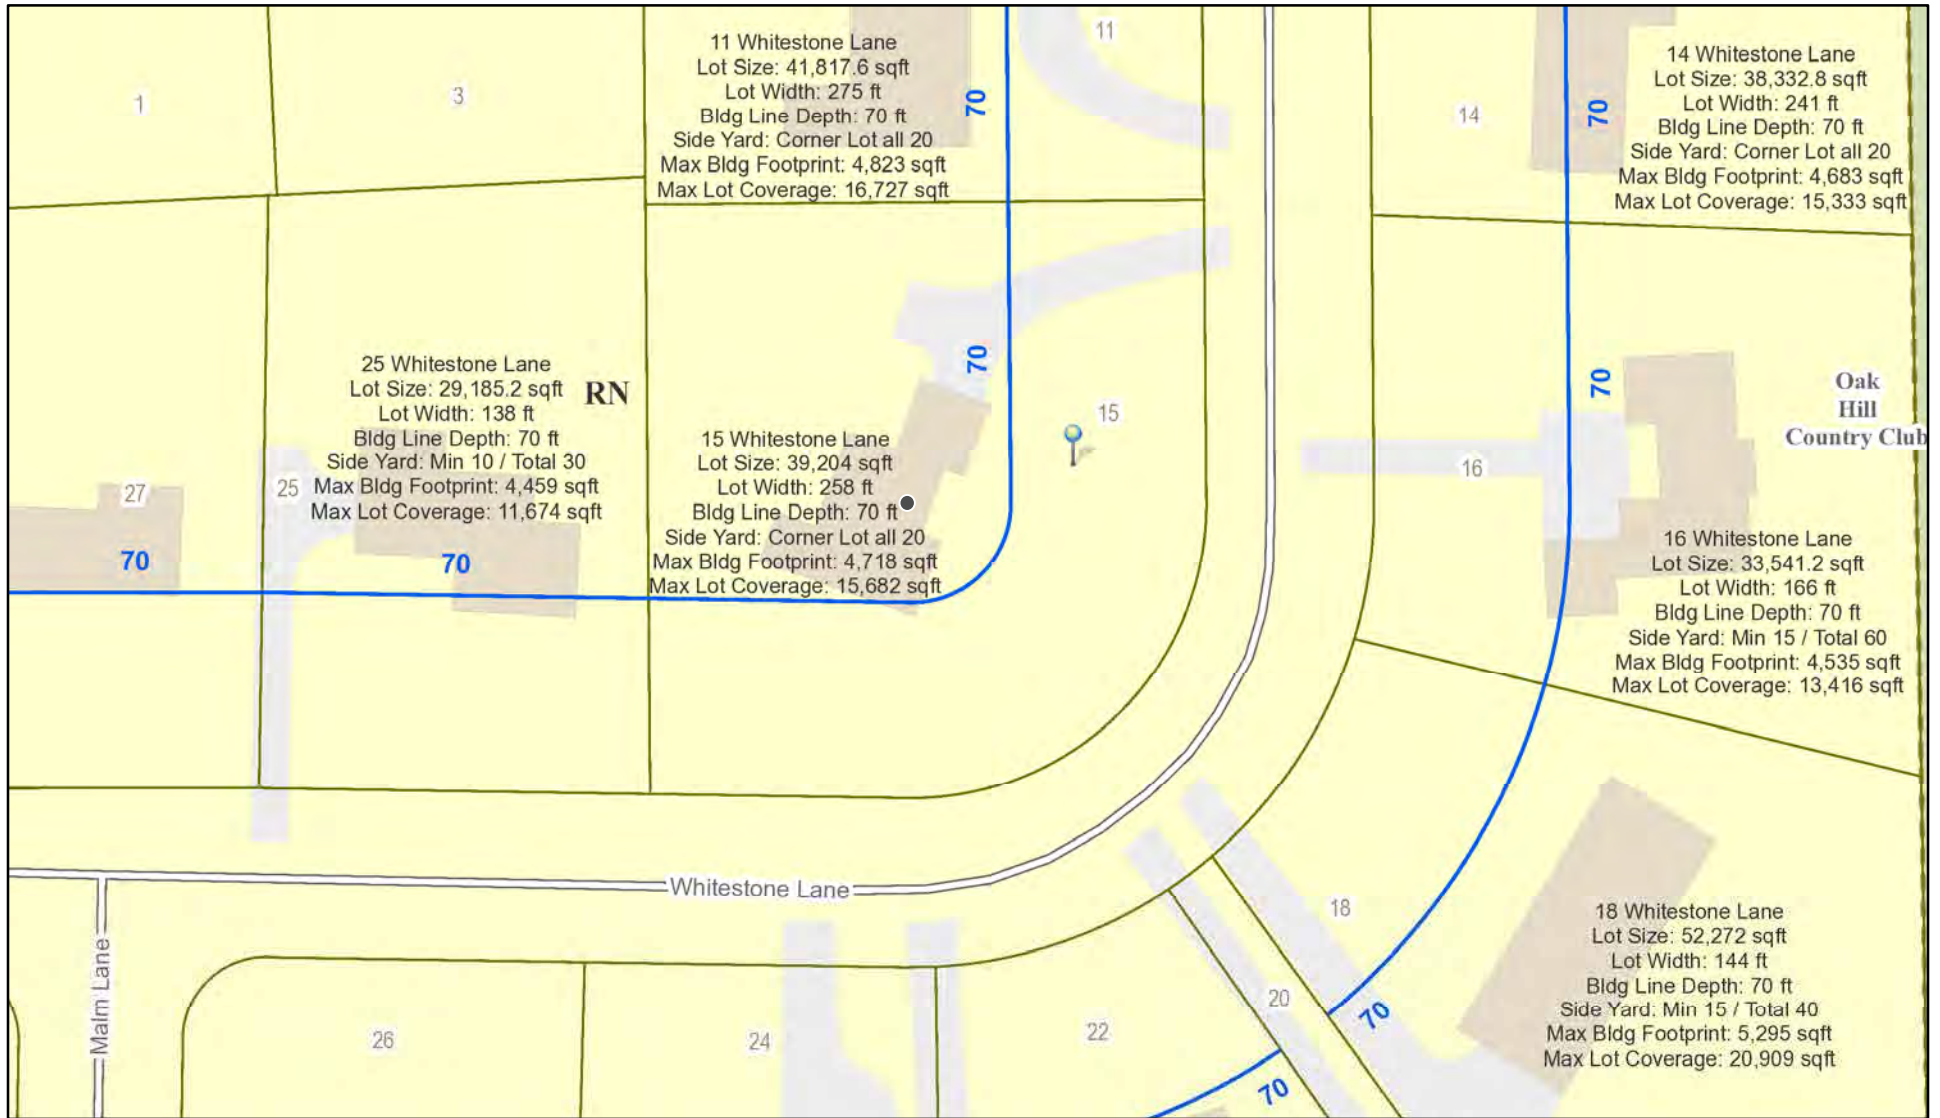 11 Whitestone Lane
Lot Size: 41,817.6 sqft
Lot Width: 275 ft
Bldg Line Depth: 70 ft
Side Yard: Corner Lot all 20
Max Bldg Footprint: 4,823 sqft
Max Lot Coverage: 16,727 sqft
14 Whitestone Lane
Lot Size: 38,332.8 sqft
Lot Width: 241 ft
Bldg Line Depth: 70 ft
Side Yard: Corner Lot all 20
Max Bldg Footprint: 4,683 sqft
Max Lot Coverage: 15,333 sqft
1
3
11
14
70
70
25 Whitestone Lane
Lot Size: 29,185.2 sqft
Lot Width: 138 ft
Bldg Line Depth: 70 ft
Side Yard: Min 10 / Total 30
Max Bldg Footprint: 4,459 sqft
Max Lot Coverage: 11,674 sqft
RN
15 Whitestone Lane
Lot Size: 39,204 sqft
Lot Width: 258 ft
Bldg Line Depth: 70 ft
Side Yard: Corner Lot all 20
Max Bldg Footprint: 4,718 sqft
Max Lot Coverage: 15,682 sqft
70
15
70
Oak
Hill
Country Club
27
25
16
70
70
16 Whitestone Lane
Lot Size: 33,541.2 sqft
Lot Width: 166 ft
Bldg Line Depth: 70 ft
Side Yard: Min 15 / Total 60
Max Bldg Footprint: 4,535 sqft
Max Lot Coverage: 13,416 sqft
Whitestone Lane
Malm Lane
18
18 Whitestone Lane
Lot Size: 52,272 sqft
Lot Width: 144 ft
Bldg Line Depth: 70 ft
Side Yard: Min 15 / Total 40
Max Bldg Footprint: 5,295 sqft
Max Lot Coverage: 20,909 sqft
26
24
22
20
70
70